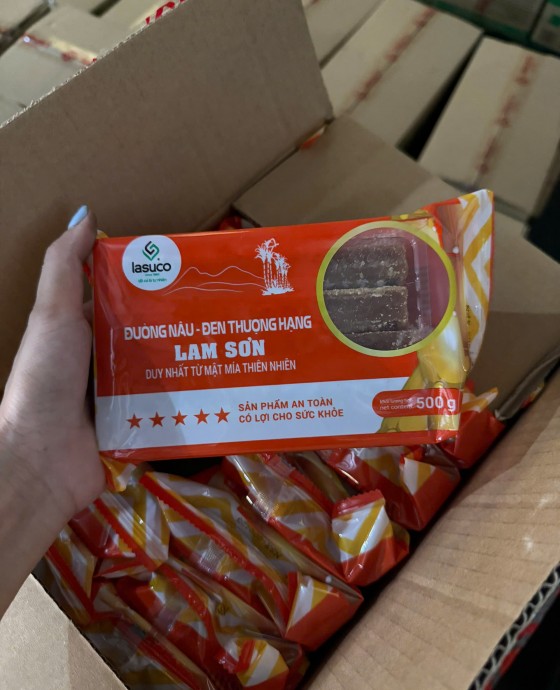 lasuco
ĐƯỜNG NÂU - ĐEN THƯỢNG HẠNG
LAM SƠN
DUY NHẤT TỪ MẬT MÍA THIÊN NHIÊN
SẢN PHẨM AN TOÀN
CÓ LỢI CHO SỨC KHỎE
500 g